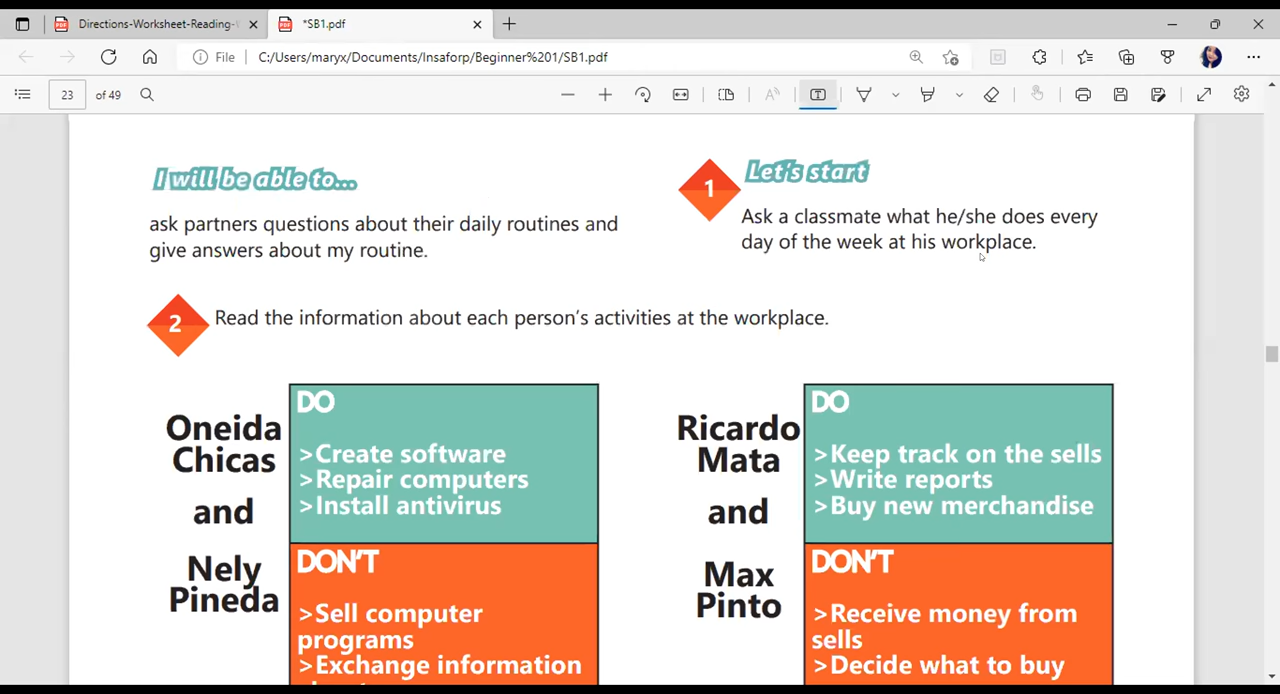 Directions-Worksheet-Reading-
*SB1.pdf
File
C:/Users/maryx/Documents/Insaforp/Beginner%201/SB1.pdf
23
of 49
I will be able to...
ask partners questions about their daily routines and
give answers about my routine.
1
Let's start
Ask a classmate what he/she does every
day of the week at his workplace.
2
Read the information about each person's activities at the workplace.
Oneida
Chicas
and
Nely
Pineda
DO
>Create software
>Repair computers
>Install antivirus
DON'T
>Sell computer
programs
>Exchange information
Ricardo
Mata
and
Max
Pinto
DO
>Keep track on the sells
>Write reports
>Buy new merchandise
DON'T
>Receive money from
sells
>Decide what to buy